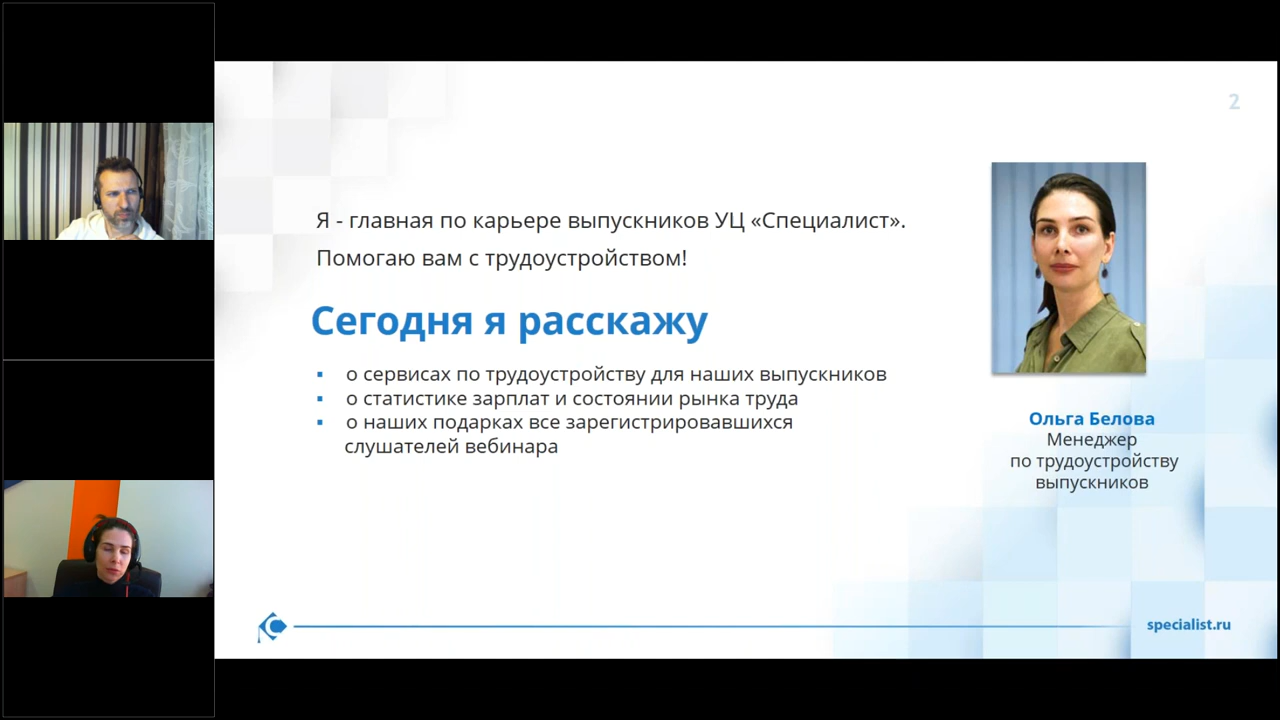 2
Я - главная по карьере выпускников УЦ «Специалист».
Помогаю вам с трудоустройством!
Сегодня я расскажу
▪ о сервисах по трудоустройству для наших выпускников
▪ о статистике зарплат и состоянии рынка труда
▪ о наших подарках все зарегистрировавшихся
слушателей вебинара
Ольга Белова
Менеджер
по трудоустройству
выпускников
specialist.ru